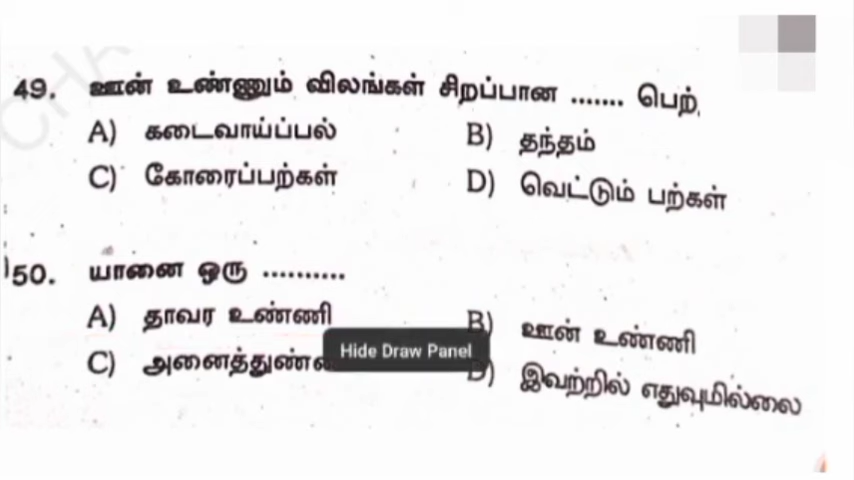 49. ஊன் உண்ணும் விலங்கள் சிறப்பான ....... பெற்
A) கடைவாய்ப்பல்
B) தந்தம்
C) கோரைப்பற்கள்
D) வெட்டும் பற்கள்
50. யானை ஒரு ..........
A) தாவர உண்ணி
B) ஊன் உண்ணி
Hide Draw Panel
C)
D) இவற்றில் எதுவுமில்லை